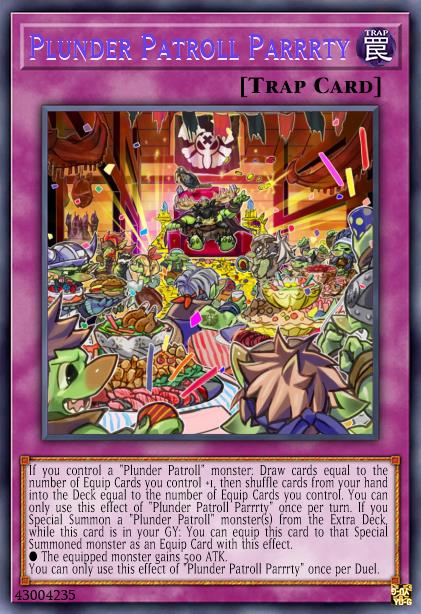 Plunder Patroll Parrrty
TRAP
罠
[Trap Card]
If you control a "Plunder Patroll" monster: Draw cards equal to the
number of Equip Cards you control +1, then shuffle cards from your hand
into the Deck equal to the number of Equip Cards you control. You can
only use this effect of "Plunder Patroll Parrrty" once per turn. If you
Special Summon a "Plunder Patroll" monster(s) from the Extra Deck,
while this card is in your GY: You can equip this card to that Special
Summoned monster as an Equip Card with this effect.
● The equipped monster gains 500 ATK.
You can only use this effect of "Plunder Patroll Parrrty" once per Duel.
43004235